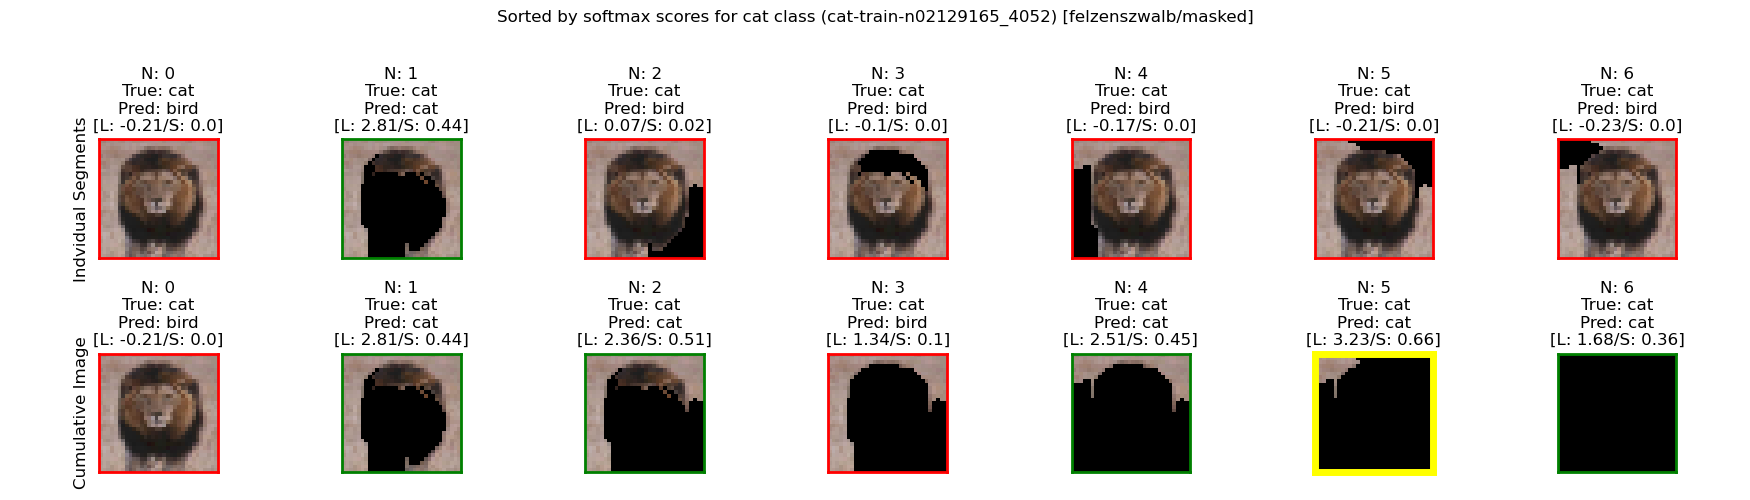 Sorted by softmax scores for cat class (cat-train-n02129165_4052) [felzenszwalb/masked]
Indvidual Segments
N: 0
True: cat
Pred: bird
[L: -0.21/S: 0.0]
N: 1
True: cat
Pred: cat
[L: 2.81/S: 0.44]
N: 2
True: cat
Pred: bird
[L: 0.07/S: 0.02]
N: 3
True: cat
Pred: bird
[L: -0.1/S: 0.0]
N: 4
True: cat
Pred: bird
[L: -0.17/S: 0.0]
N: 5
True: cat
Pred: bird
[L: -0.21/S: 0.0]
N: 6
True: cat
Pred: bird
[L: -0.23/S: 0.0]
Cumulative Image
N: 0
True: cat
Pred: bird
[L: -0.21/S: 0.0]
N: 1
True: cat
Pred: cat
[L: 2.81/S: 0.44]
N: 2
True: cat
Pred: cat
[L: 2.36/S: 0.51]
N: 3
True: cat
Pred: bird
[L: 1.34/S: 0.1]
N: 4
True: cat
Pred: cat
[L: 2.51/S: 0.45]
N: 5
True: cat
Pred: cat
[L: 3.23/S: 0.66]
N: 6
True: cat
Pred: cat
[L: 1.68/S: 0.36]